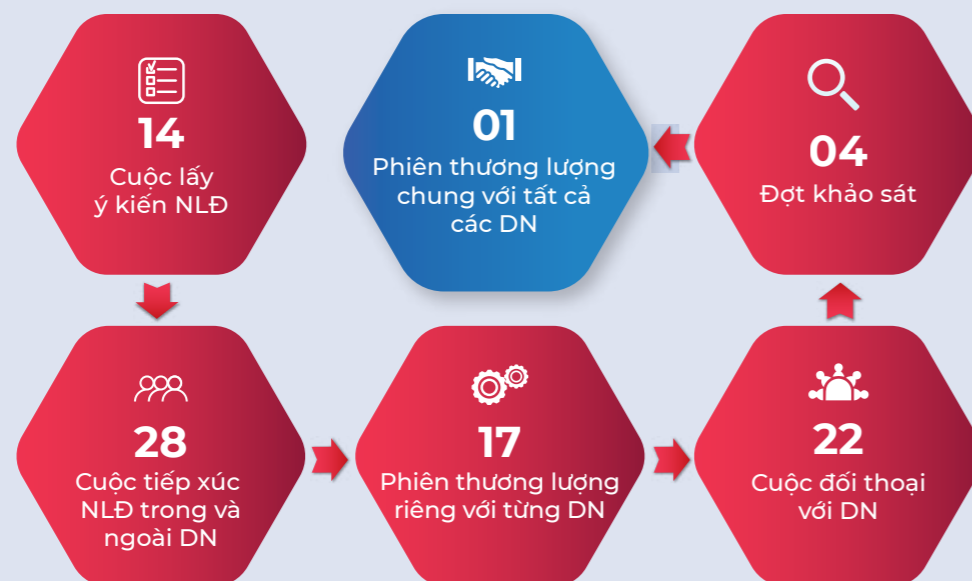 14
Cuộc lấy
ý kiến NLĐ
01
Phiên thương lượng
chung với tất cả
các DN
04
Đợt khảo sát
28
Cuộc tiếp xúc
NLĐ trong và
ngoài DN
17
Phiên thương lượng
riêng với từng DN
22
Cuộc đối thoại
với DN